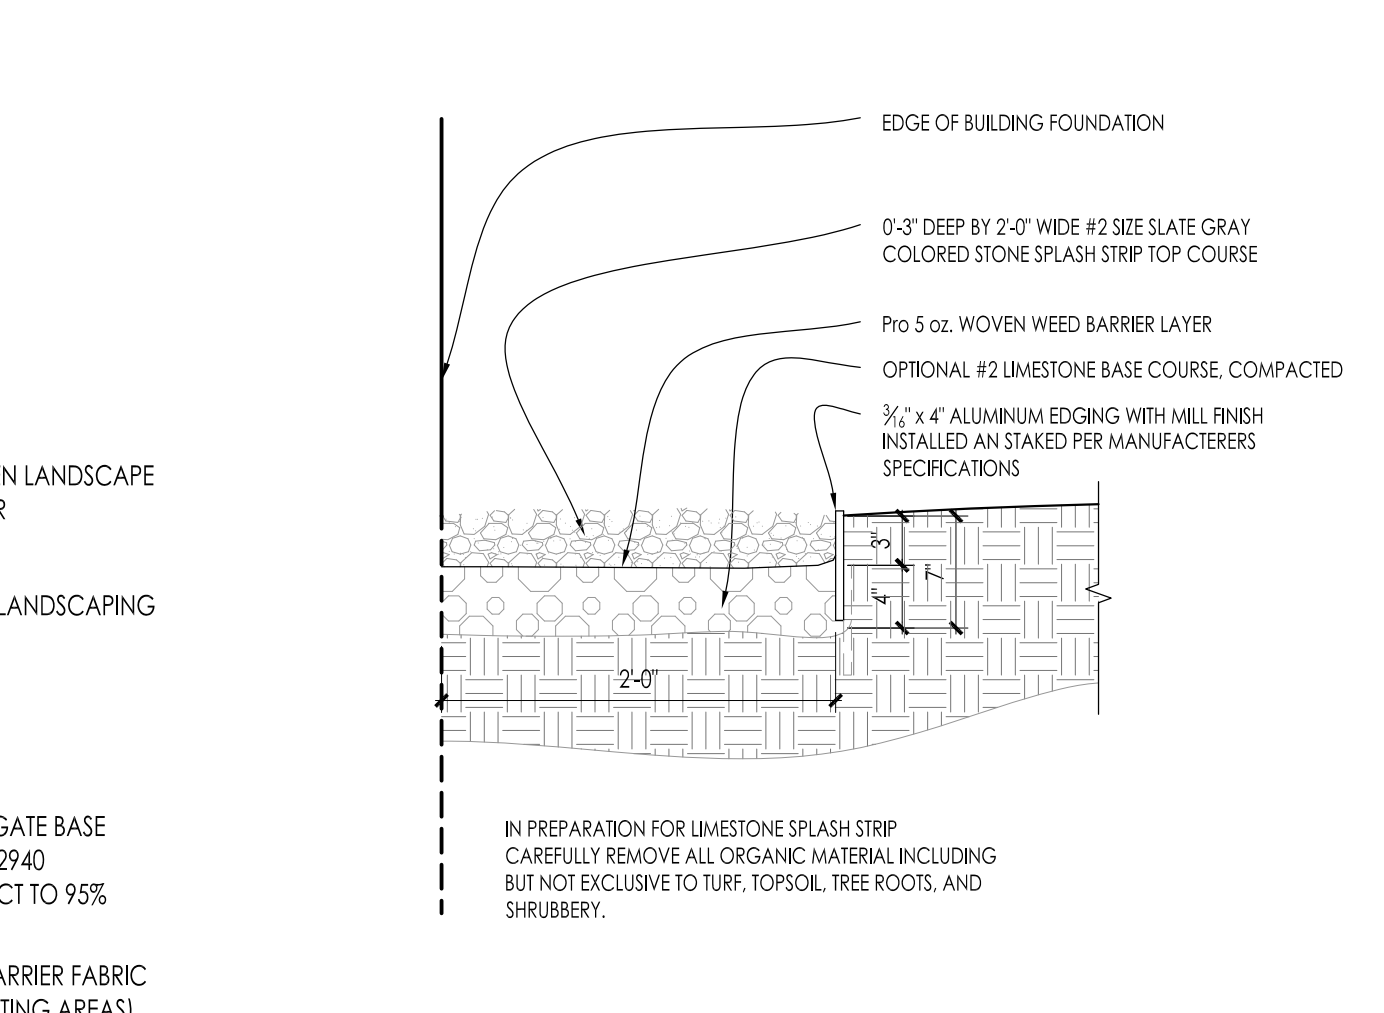 EDGE OF BUILDING FOUNDATION
0'-3" DEEP BY 2'-0" WIDE #2 SIZE SLATE GRAY
COLORED STONE SPLASH STRIP TOP COURSE
Pro 5 oz. WOVEN WEED BARRIER LAYER
OPTIONAL #2 LIMESTONE BASE COURSE, COMPACTED
3/16" x 4" ALUMINUM EDGING WITH MILL FINISH
INSTALLED AN STAKED PER MANUFACTERERS
SPECIFICATIONS
3"
7"
4"
2'-0"
IN PREPARATION FOR LIMESTONE SPLASH STRIP
CAREFULLY REMOVE ALL ORGANIC MATERIAL INCLUDING
BUT NOT EXCLUSIVE TO TURF, TOPSOIL, TREE ROOTS, AND
SHRUBBERY.
LANDSCAPE
LANDSCAPING
BASE
2940
TO 95%
FABRIC
AREAS)